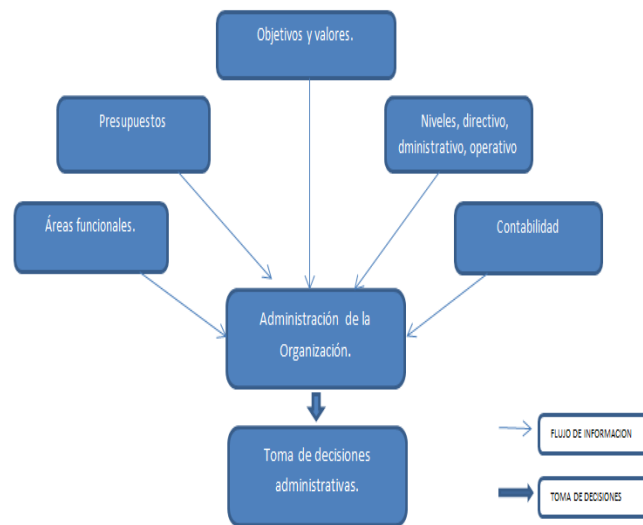 Objetivos y valores.
Presupuestos
Niveles, directivo,
dministrativo, operativo
Áreas funcionales.
Contabilidad
Administración de la
Organización.
Toma de decisiones
administrativas.
FLUJO DE INFORMACION
TOMA DE DECISIONES